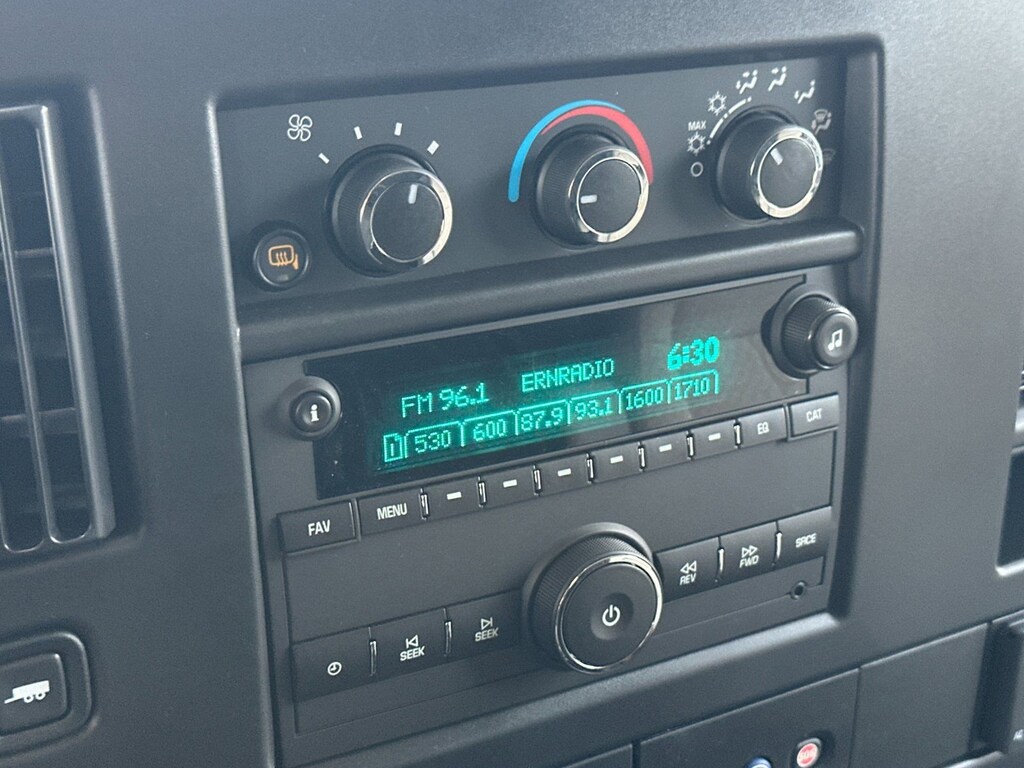 MAX
FM 96.1 ERNRADIO 6:30
1 530 600 87.9 93.1 1600 1710
i
FAV MENU EQ CAT
REV FWD SRCE
SEEK SEEK